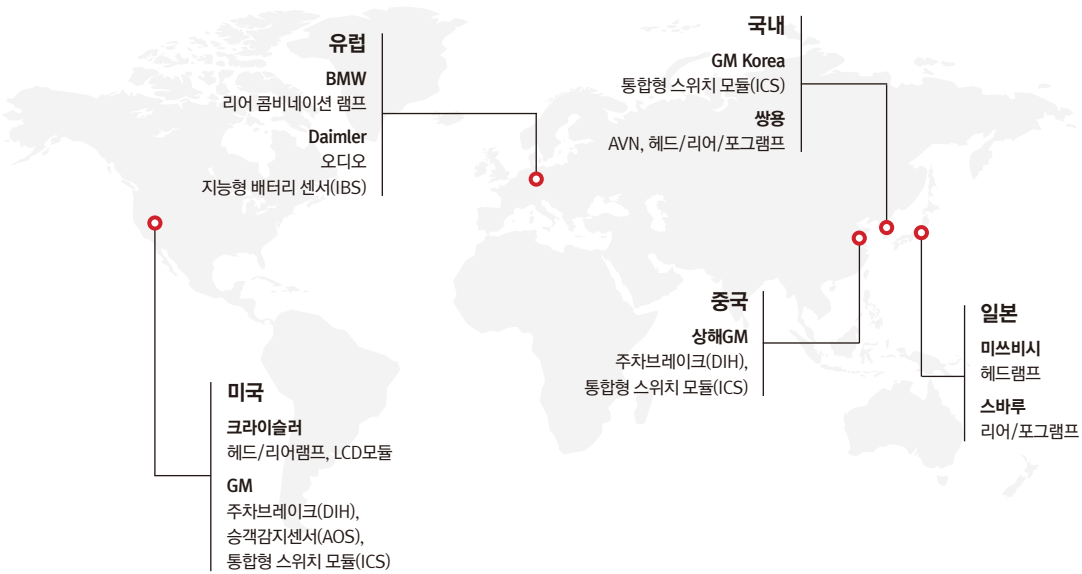 유럽
BMW
리어 콤비네이션 램프
Daimler
오디오
지능형 배터리 센서(IBS)
국내
GM Korea
통합형 스위치 모듈(ICS)
쌍용
AVN, 헤드/리어/포그램프
중국
상해GM
주차브레이크(DIH),
통합형 스위치 모듈(ICS)
일본
미쓰비시
헤드램프
스바루
리어/포그램프
미국
크라이슬러
헤드/리어램프, LCD모듈
GM
주차브레이크(DIH),
승객감지센서(AOS),
통합형 스위치 모듈(ICS)